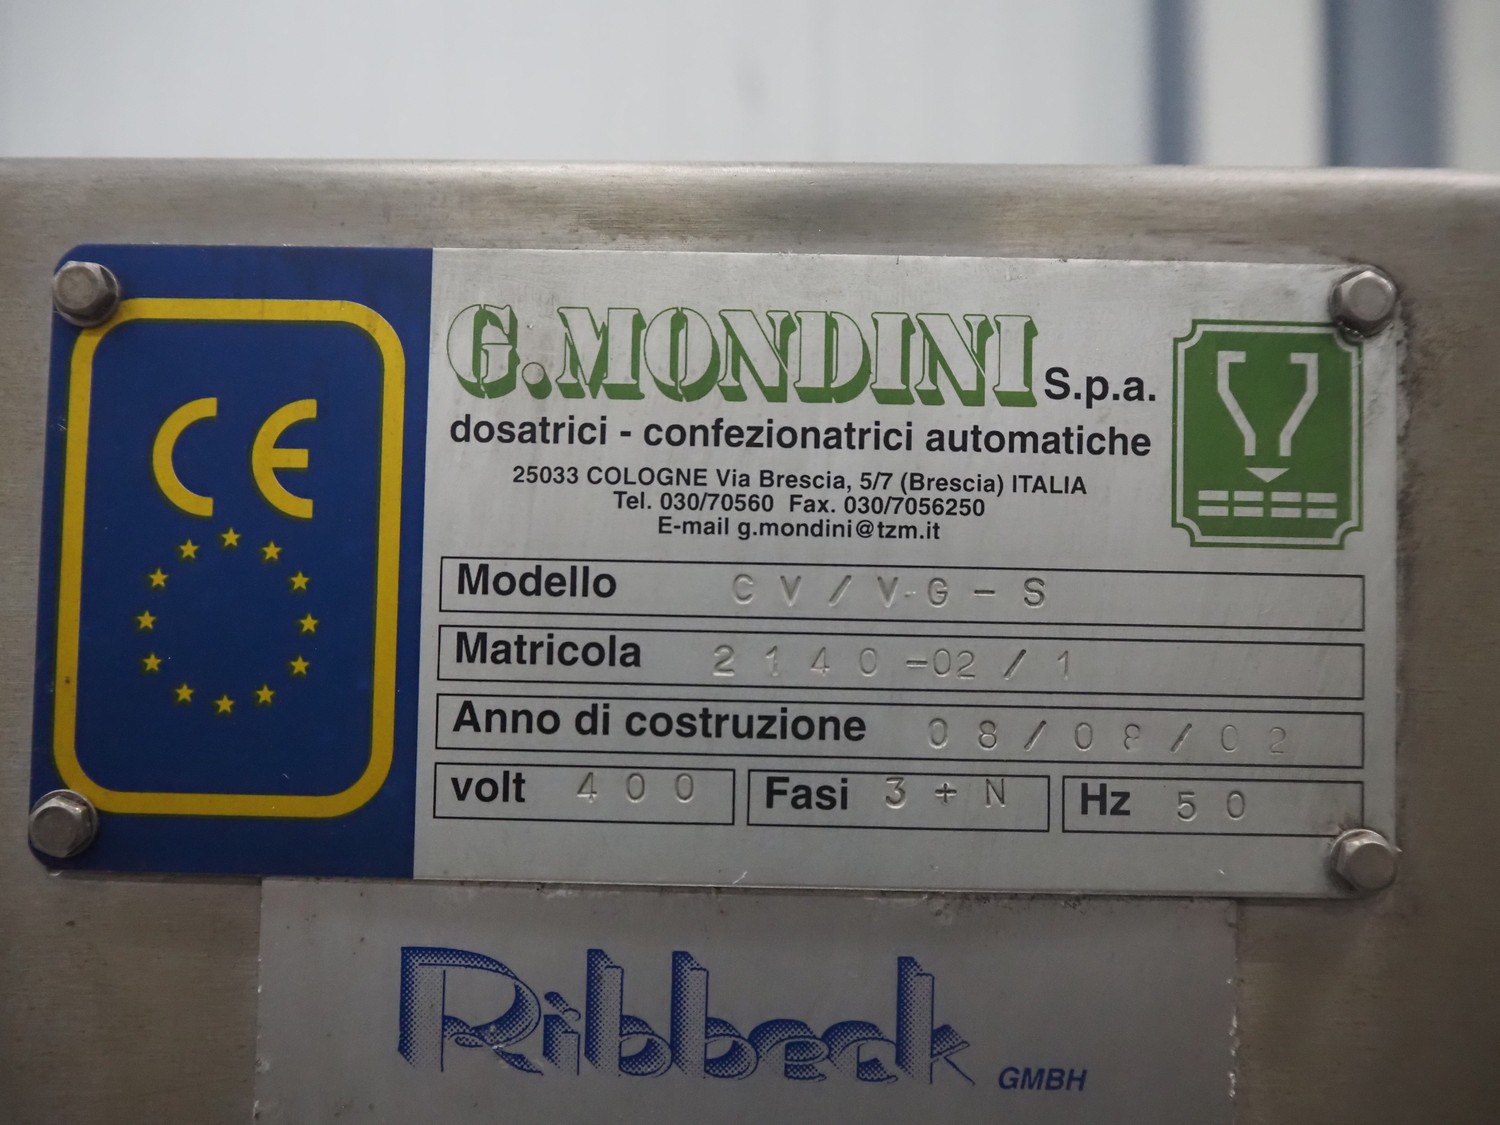 CE
G.MONDINI S.p.a.
dosatrici - confezionatrici automatiche
25033 COLOGNE Via Brescia, 5/7 (Brescia) ITALIA
Tel. 030/70560 Fax. 030/7056250
E-mail g.mondini@tzm.it
Modello CV/VG-S
Matricola 2140-02/1
Anno di costruzione 08/08/02
volt 400 Fasi 3+N Hz 50
Ribbeck GMBH